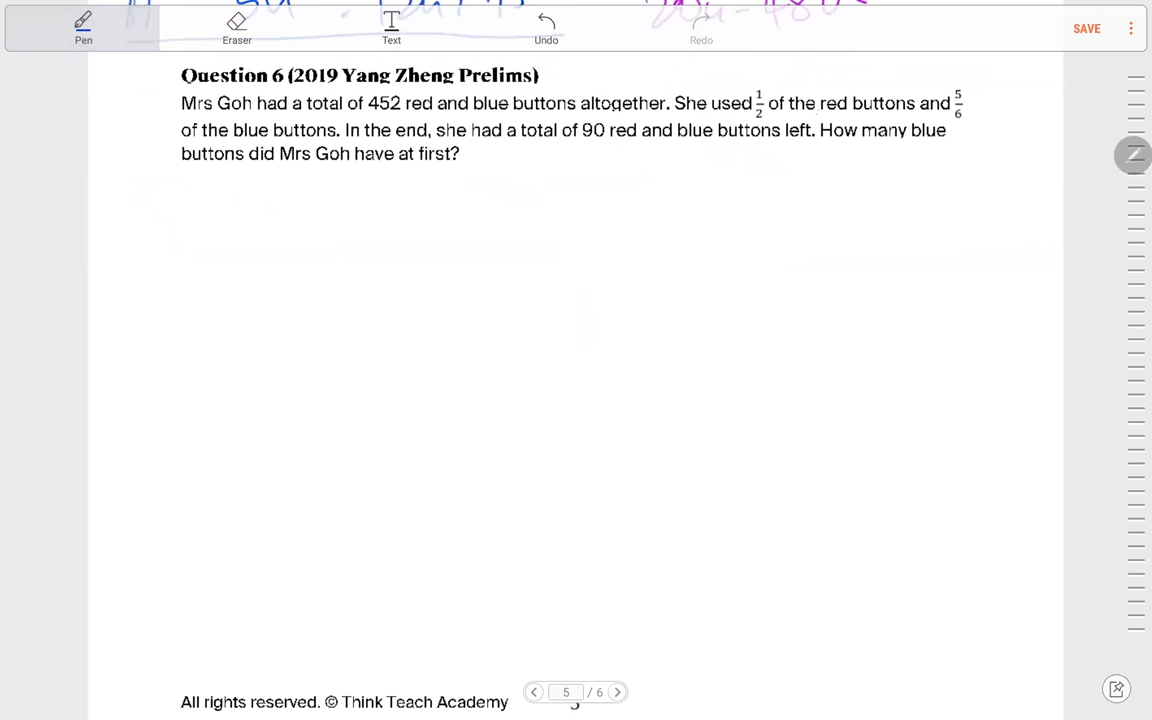 Pen
Eraser
Text
Undo
Redo
SAVE
Question 6 (2019 Yang Zheng Prelims)
Mrs Goh had a total of 452 red and blue buttons altogether. She used 1/2 of the red buttons and 5/6
of the blue buttons. In the end, she had a total of 90 red and blue buttons left. How many blue
buttons did Mrs Goh have at first?
All rights reserved. © Think Teach Academy
5 / 6